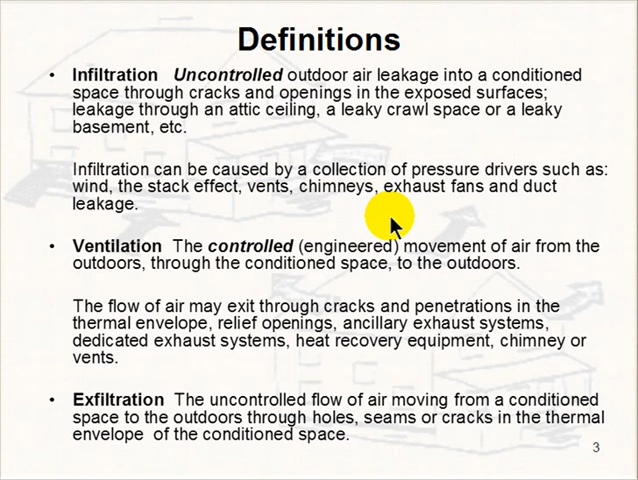 Definitions
• Infiltration Uncontrolled outdoor air leakage into a conditioned
space through cracks and openings in the exposed surfaces;
leakage through an attic ceiling, a leaky crawl space or a leaky
basement, etc.
Infiltration can be caused by a collection of pressure drivers such as:
wind, the stack effect, vents, chimneys, exhaust fans and duct
leakage.
• Ventilation The controlled (engineered) movement of air from the
outdoors, through the conditioned space, to the outdoors.
The flow of air may exit through cracks and penetrations in the
thermal envelope, relief openings, ancillary exhaust systems,
dedicated exhaust systems, heat recovery equipment, chimney or
vents.
• Exfiltration The uncontrolled flow of air moving from a conditioned
space to the outdoors through holes, seams or cracks in the thermal
envelope of the conditioned space.
3